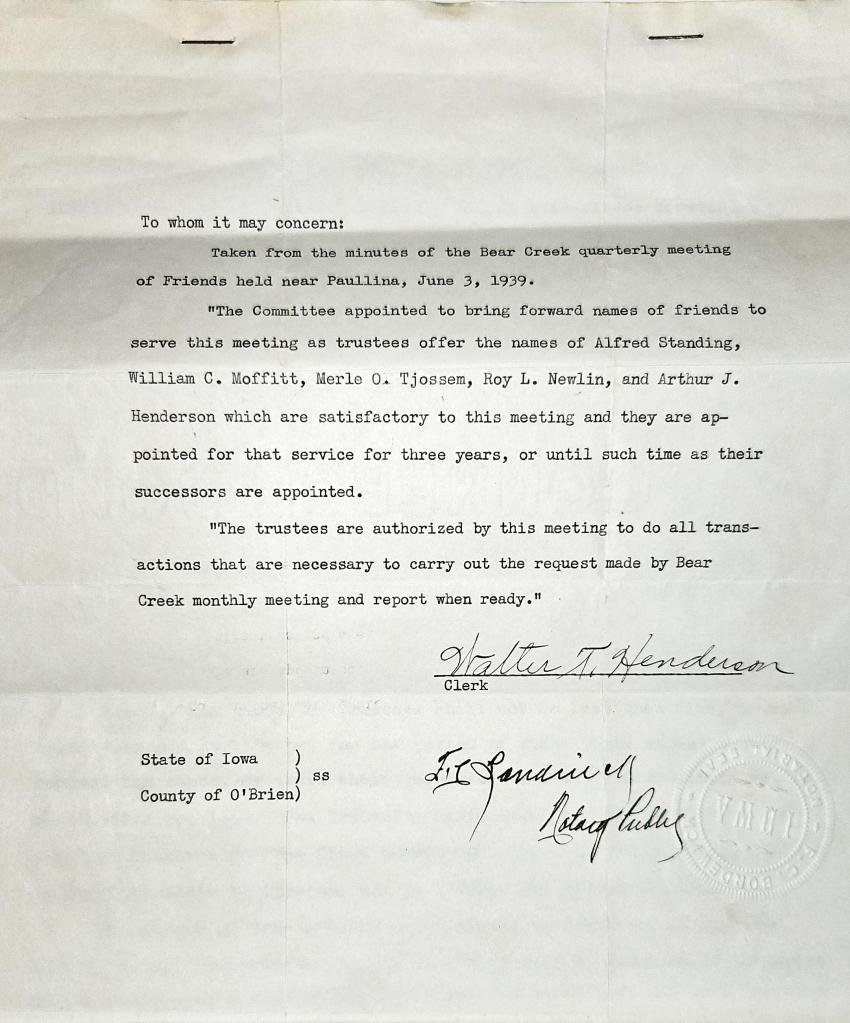 To whom it may concern:
Taken from the minutes of the Bear Creek quarterly meeting
of Friends held near Paullina, June 3, 1939.
"The Committee appointed to bring forward names of friends to
serve this meeting as trustees offer the names of Alfred Standing,
William C. Moffitt, Merle O. Tjossem, Roy L. Newlin, and Arthur J.
Henderson which are satisfactory to this meeting and they are ap-
pointed for that service for three years, or until such time as their
successors are appointed.
"The trustees are authorized by this meeting to do all trans-
actions that are necessary to carry out the request made by Bear
Creek monthly meeting and report when ready."
Walter T. Henderson
Clerk
State of Iowa )
) ss
County of O'Brien)
Notary Public
NOTARIAL SEAL
IOWA